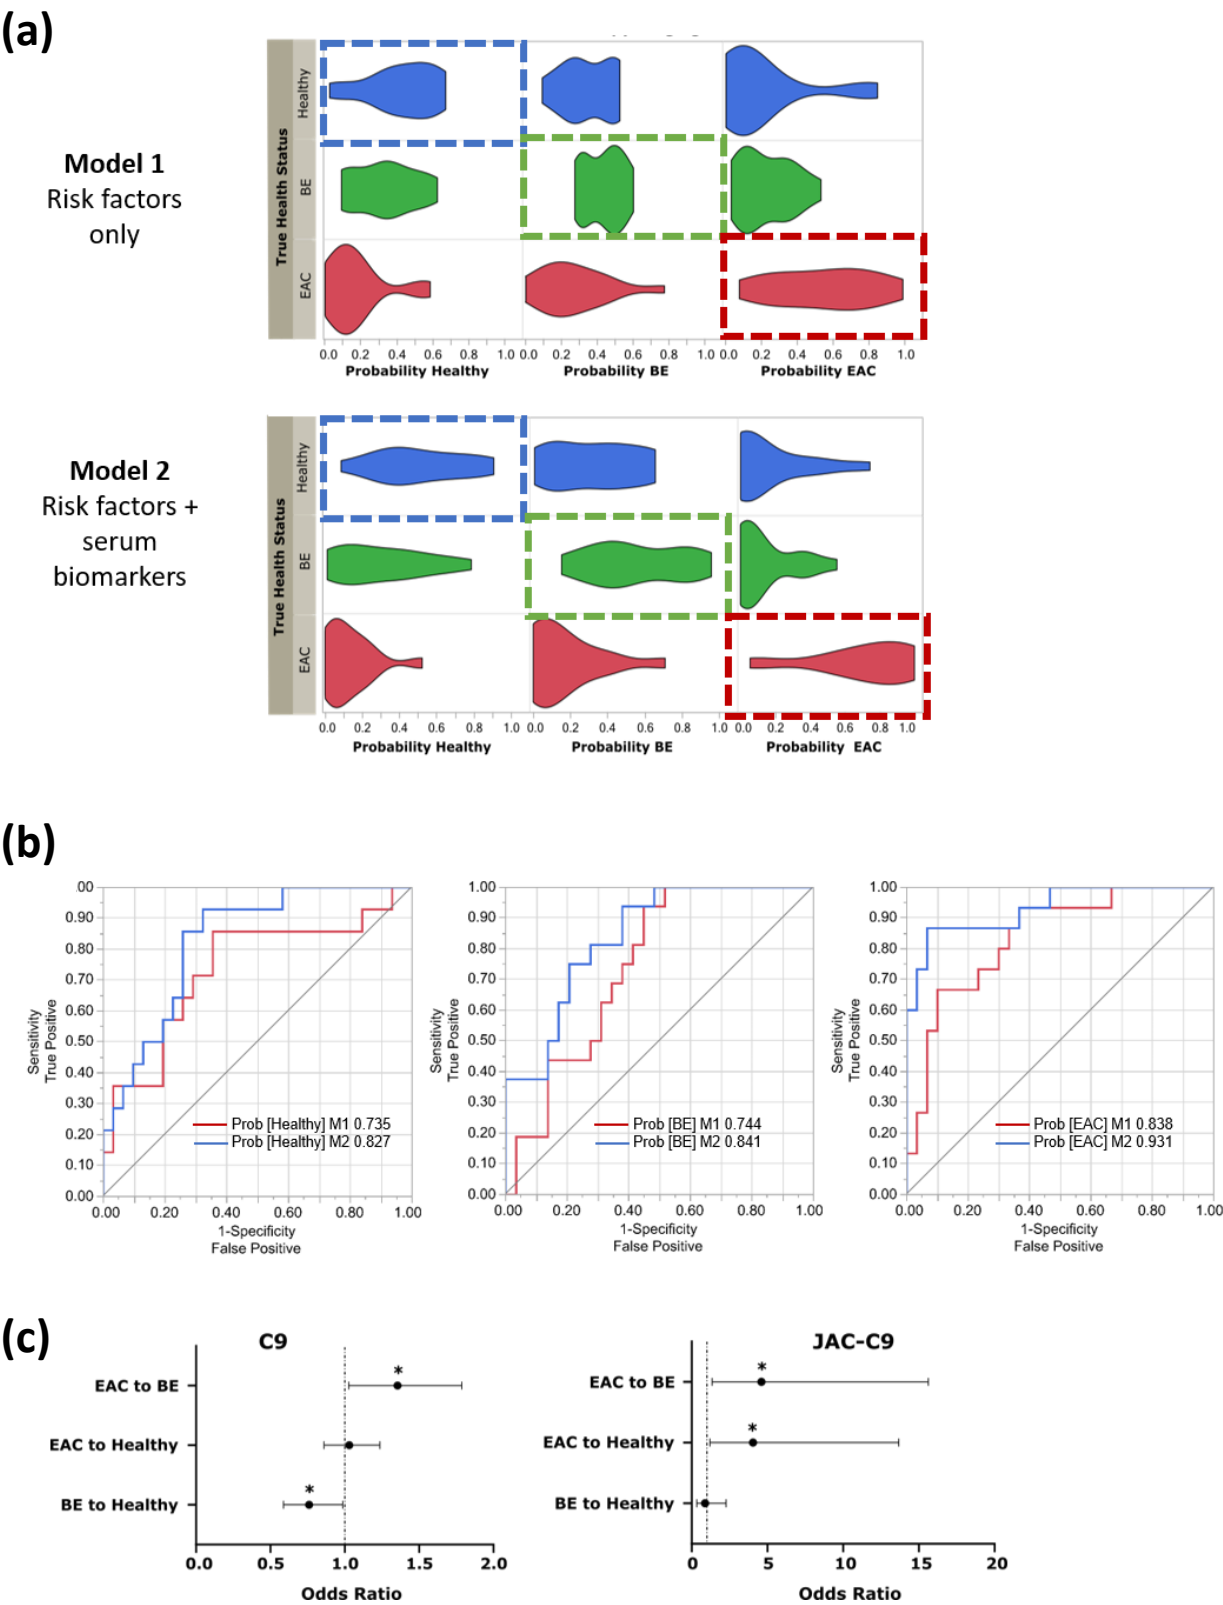 (a)
Model 1
Risk factors
only
True Health Status
Healthy
BE
EAC
0.0 0.2 0.4 0.6 0.8 1.0 0.0 0.2 0.4 0.6 0.8 1.0 0.0 0.2 0.4 0.6 0.8 1.0
Probability Healthy Probability BE Probability EAC
Model 2
Risk factors +
serum
biomarkers
True Health Status
Healthy
BE
EAC
0.0 0.2 0.4 0.6 0.8 1.0 0.0 0.2 0.4 0.6 0.8 1.0 0.0 0.2 0.4 0.6 0.8 1.0
Probability Healthy Probability BE Probability EAC
(b)
Sensitivity
True Positive
.00
0.90
0.80
0.70
0.60
0.50
0.40
0.30
0.20
0.10
0.00
Prob [Healthy] M1 0.735
Prob [Healthy] M2 0.827
0.00 0.20 0.40 0.60 0.80 1.00
1-Specificity
False Positive
Sensitivity
True Positive
1.00
0.90
0.80
0.70
0.60
0.50
0.40
0.30
0.20
0.10
0.00
Prob [BE] M1 0.744
Prob [BE] M2 0.841
0.00 0.20 0.40 0.60 0.80 1.00
1-Specificity
False Positive
Sensitivity
True Positive
1.00
0.90
0.80
0.70
0.60
0.50
0.40
0.30
0.20
0.10
0.00
Prob [EAC] M1 0.838
Prob [EAC] M2 0.931
0.00 0.20 0.40 0.60 0.80 1.00
1-Specificity
False Positive
(c)
C9
EAC to BE *
EAC to Healthy
BE to Healthy *
0.0 0.5 1.0 1.5 2.0
Odds Ratio
JAC-C9
EAC to BE *
EAC to Healthy *
BE to Healthy
0 5 10 15 20
Odds Ratio